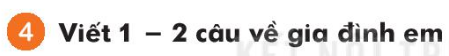 4 Viết 1 – 2 câu về gia đình em